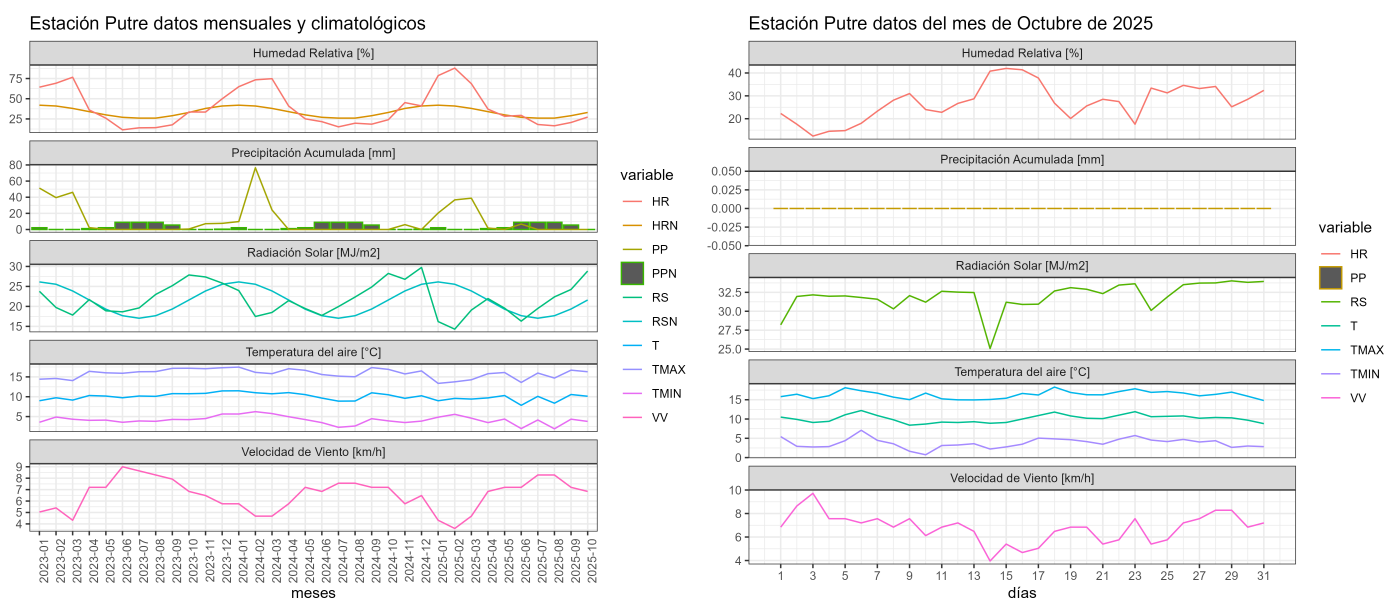 Estación Putre datos mensuales y climatológicos
Humedad Relativa [%]
75
50
25
Precipitación Acumulada [mm]
80
60
40
20
0
Radiación Solar [MJ/m2]
30
25
20
15
Temperatura del aire [°C]
15
10
5
Velocidad de Viento [km/h]
9
8
7
6
5
4
2023-01
2023-02
2023-03
2023-04
2023-05
2023-06
2023-07
2023-08
2023-09
2023-10
2023-11
2023-12
2024-01
2024-02
2024-03
2024-04
2024-05
2024-06
2024-07
2024-08
2024-09
2024-10
2024-11
2024-12
2025-01
2025-02
2025-03
2025-04
2025-05
2025-06
2025-07
2025-08
2025-09
2025-10
meses
variable
HR
HRN
PP
PPN
RS
RSN
T
TMAX
TMIN
VV
Estación Putre datos del mes de Octubre de 2025
Humedad Relativa [%]
40
30
20
Precipitación Acumulada [mm]
0.050
0.025
0.000
-0.025
-0.050
Radiación Solar [MJ/m2]
32.5
30.0
27.5
25.0
Temperatura del aire [°C]
15
10
5
0
Velocidad de Viento [km/h]
10
8
6
4
1 3 5 7 9 11 13 15 17 19 21 23 25 27 29 31
días
variable
HR
PP
RS
T
TMAX
TMIN
VV